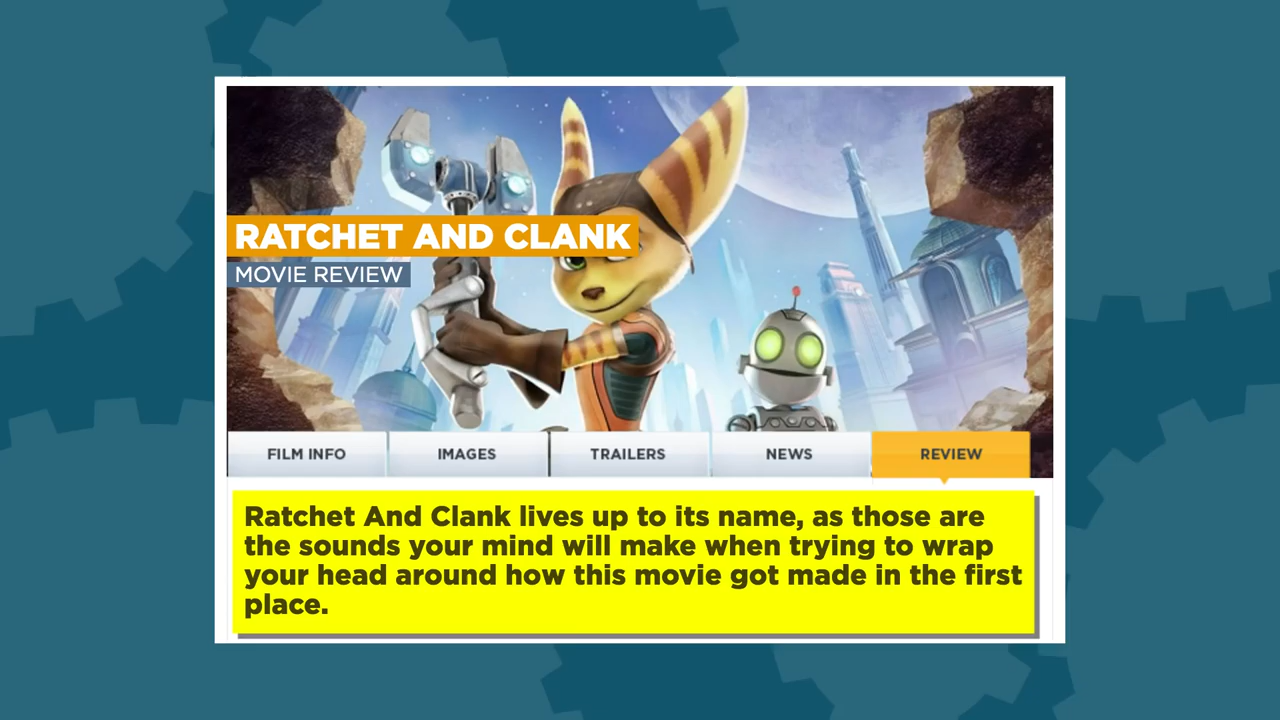 RATCHET AND CLANK
MOVIE REVIEW
FILM INFO
IMAGES
TRAILERS
NEWS
REVIEW
Ratchet And Clank lives up to its name, as those are
the sounds your mind will make when trying to wrap
your head around how this movie got made in the first
place.